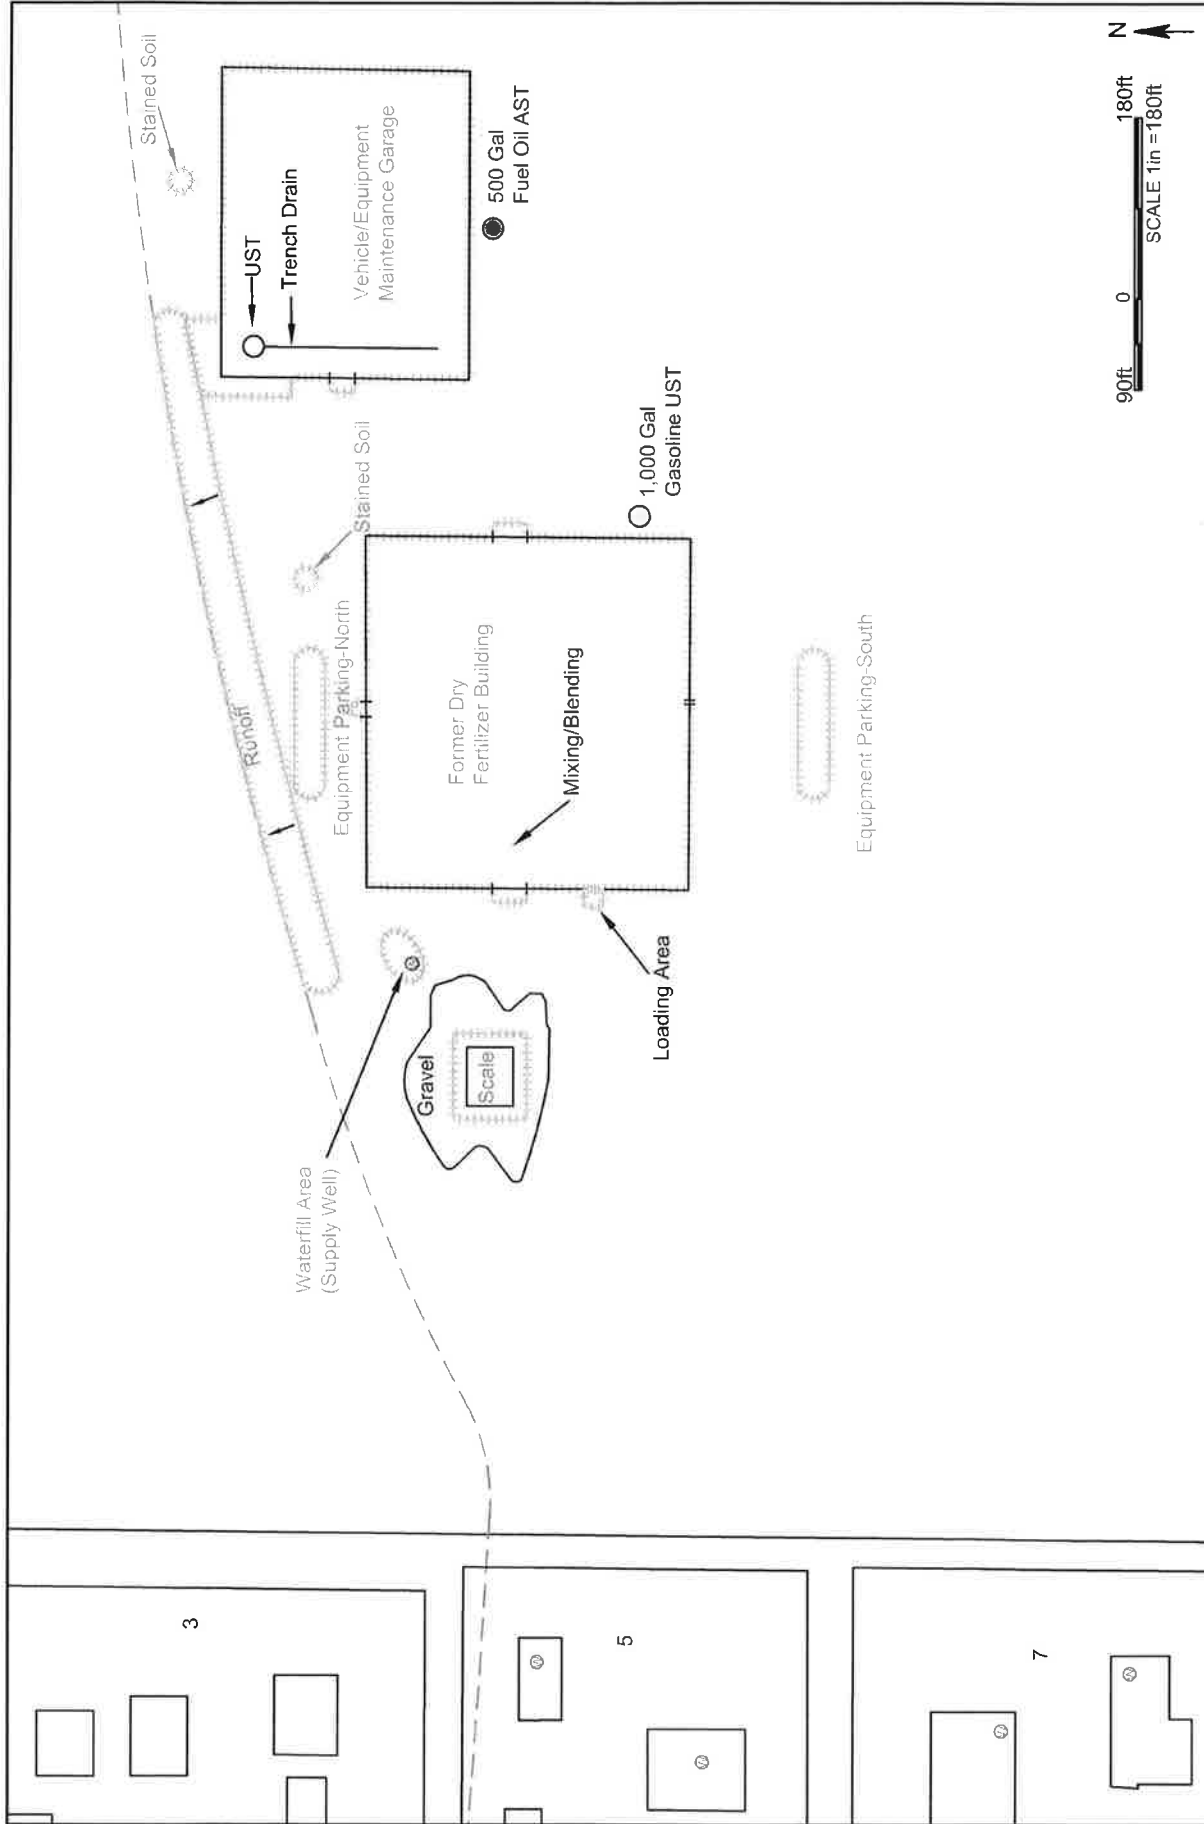 Stained Soil
UST
Trench Drain
Vehicle/Equipment
Maintenance Garage
500 Gal
Fuel Oil AST
Runoff
Stained Soil
Equipment Parking-North
1,000 Gal
Gasoline UST
Former Dry
Fertilizer Building
Mixing/Blending
Equipment Parking-South
Loading Area
Waterfill Area
(Supply Well)
Gravel
Scale
3
5
7
N
90ft 0 180ft
SCALE 1in = 180ft